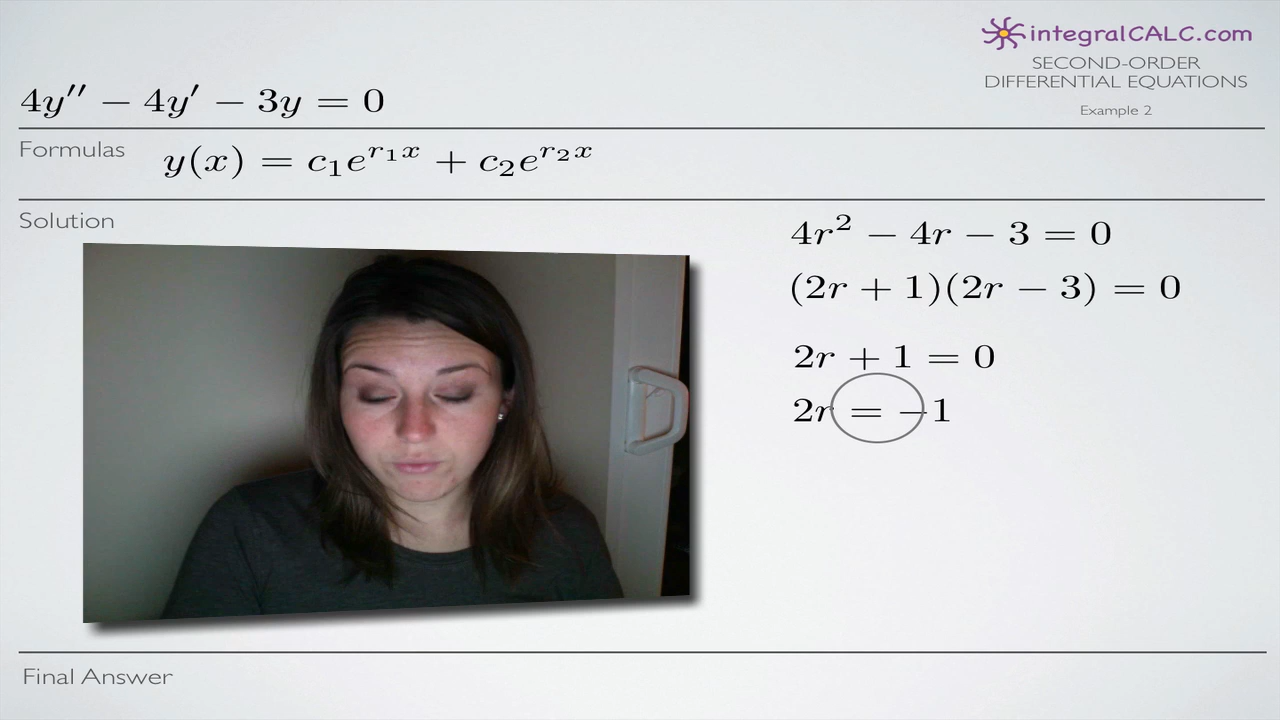 integralCALC.com
SECOND-ORDER
DIFFERENTIAL EQUATIONS
Example 2
4y'' − 4y' − 3y = 0
Formulas y(x) = c₁e^{r₁x} + c₂e^{r₂x}
Solution
4r² − 4r − 3 = 0
(2r + 1)(2r − 3) = 0
2r + 1 = 0
2r = −1
Final Answer